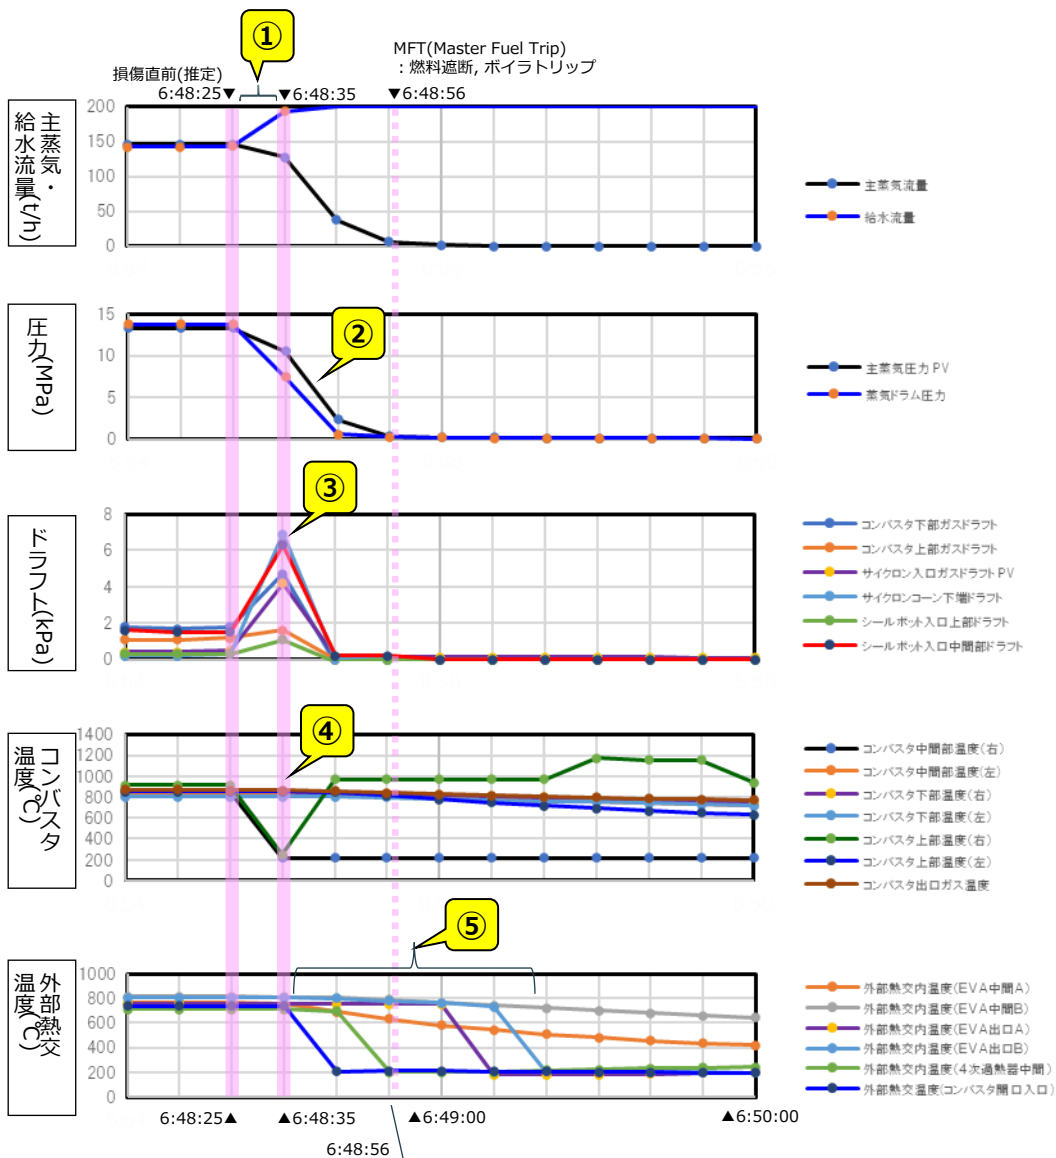 ①
MFT(Master Fuel Trip)
: 燃料遮断, ボイラトリップ
損傷直前(推定)
6:48:25▼
▼6:48:35
▼6:48:56
主蒸気・
給水流量(t/h)
200
150
100
50
0
主蒸気流量
給水流量
圧力(MPa)
15
10
5
0
②
主蒸気圧力 PV
蒸気ドラム圧力
③
ドラフト(kPa)
8
6
4
2
0
コンバスタ下部ガスドラフト
コンバスタ上部ガスドラフト
サイクロン入口ガスドラフト PV
サイクロンコーン下端ドラフト
シールポット入口上部ドラフト
シールポット入口中間部ドラフト
④
コンバスタ
温度(℃)
1400
1200
1000
800
600
400
200
0
コンバスタ中間部温度(右)
コンバスタ中間部温度(左)
コンバスタ下部温度(右)
コンバスタ下部温度(左)
コンバスタ上部温度(右)
コンバスタ上部温度(左)
コンバスタ出口ガス温度
⑤
外部熱交
温度(℃)
1000
800
600
400
200
0
外部熱交内温度(EVA中間A)
外部熱交内温度(EVA中間B)
外部熱交内温度(EVA出口A)
外部熱交内温度(EVA出口B)
外部熱交内温度(4次過熱器中間)
外部熱交温度(コンバスタ開口入口)
6:48:25▲
▲6:48:35
▲6:49:00
▲6:50:00
6:48:56